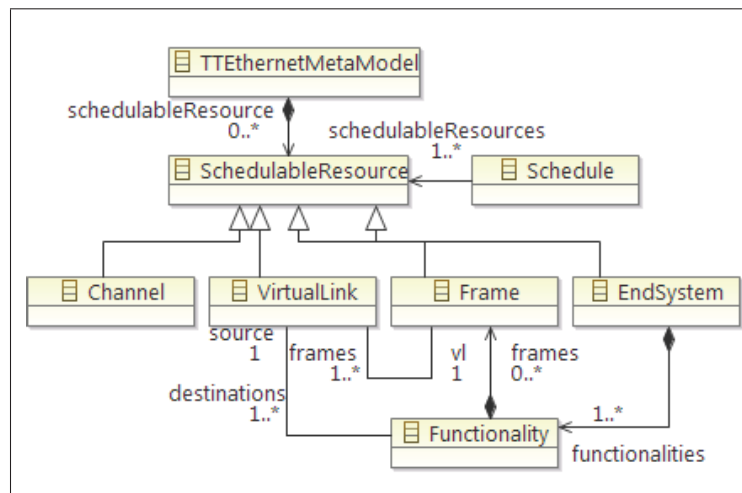 TTEthernetMetaModel
schedulableResource
0..*
schedulableResources
1..*
SchedulableResource
Schedule
Channel
VirtualLink
Frame
EndSystem
source
1
frames
1..*
vl
1
frames
0..*
destinations
1..*
1..*
Functionality
functionalities